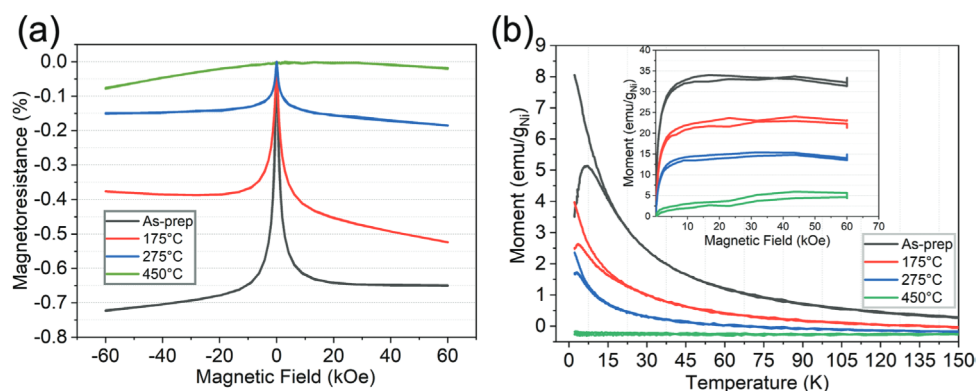 (a)
Magnetoresistance (%)
0.0
-0.1
-0.2
-0.3
-0.4
-0.5
-0.6
-0.7
-0.8
As-prep
175°C
275°C
450°C
-60 -40 -20 0 20 40 60
Magnetic Field (kOe)
(b)
Moment (emu/gNi)
9
8
7
6
5
4
3
2
1
0
Moment (emu/gNi)
40
35
30
25
20
15
10
5
0
10 20 30 40 50 60 70
Magnetic Field (kOe)
As-prep
175°C
275°C
450°C
0 15 30 45 60 75 90 105 120 135 150
Temperature (K)